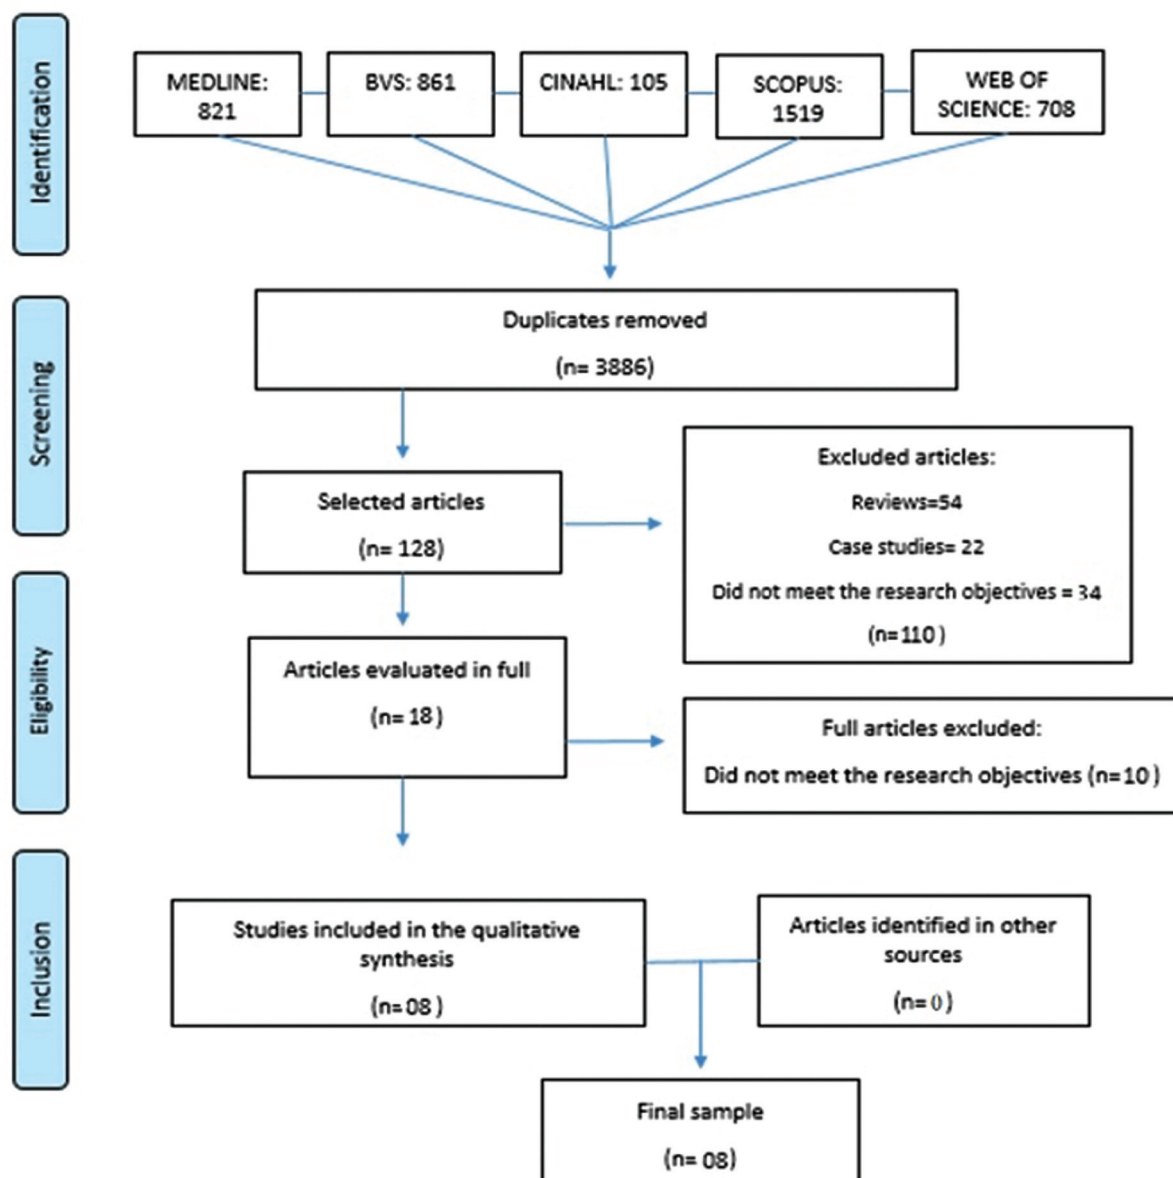 Identification
MEDLINE:
821
BVS: 861
CINAHL: 105
SCOPUS:
1519
WEB OF
SCIENCE: 708
Screening
Duplicates removed
(n= 3886)
Selected articles
(n= 128)
Excluded articles:
Reviews=54
Case studies= 22
Did not meet the research objectives = 34
(n=110 )
Eligibility
Articles evaluated in full
(n= 18 )
Full articles excluded:
Did not meet the research objectives (n=10 )
Inclusion
Studies included in the qualitative
synthesis
(n= 08 )
Articles identified in other
sources
(n= 0 )
Final sample
(n= 08)